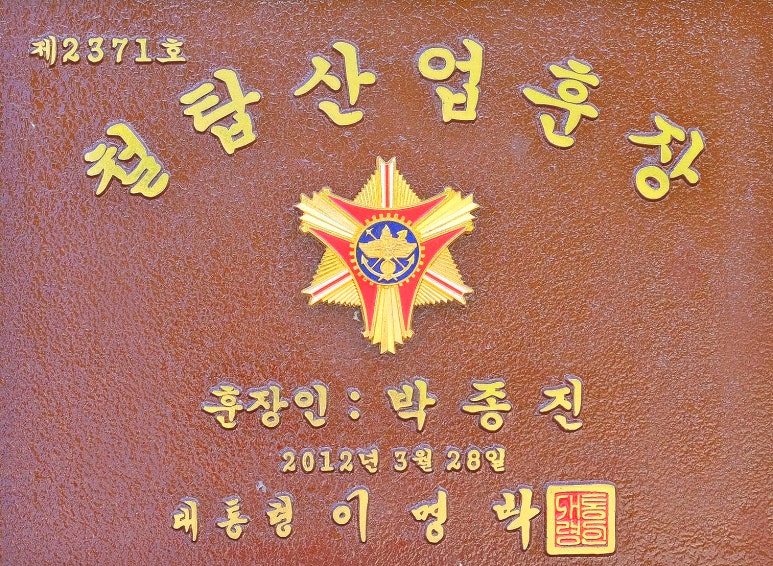 제2371호
철탑산업훈장
훈장인 : 박종진
2012년 3월 28일
대통령 이명박